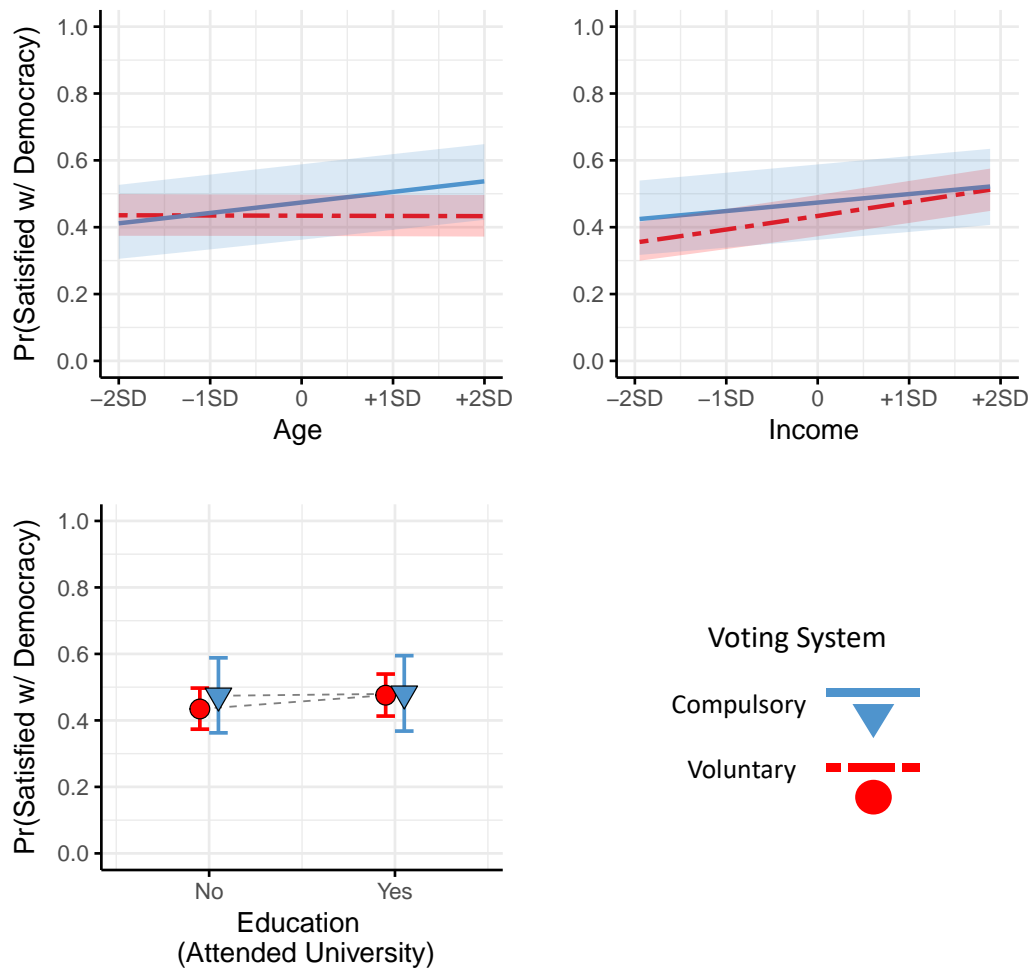 Pr(Satisfied w/ Democracy)
1.0
0.8
0.6
0.4
0.2
0.0
−2SD −1SD 0 +1SD +2SD
Age
1.0
0.8
0.6
0.4
0.2
0.0
−2SD −1SD 0 +1SD +2SD
Income
Pr(Satisfied w/ Democracy)
1.0
0.8
0.6
0.4
0.2
0.0
No Yes
Education
(Attended University)
Voting System
Compulsory
Voluntary